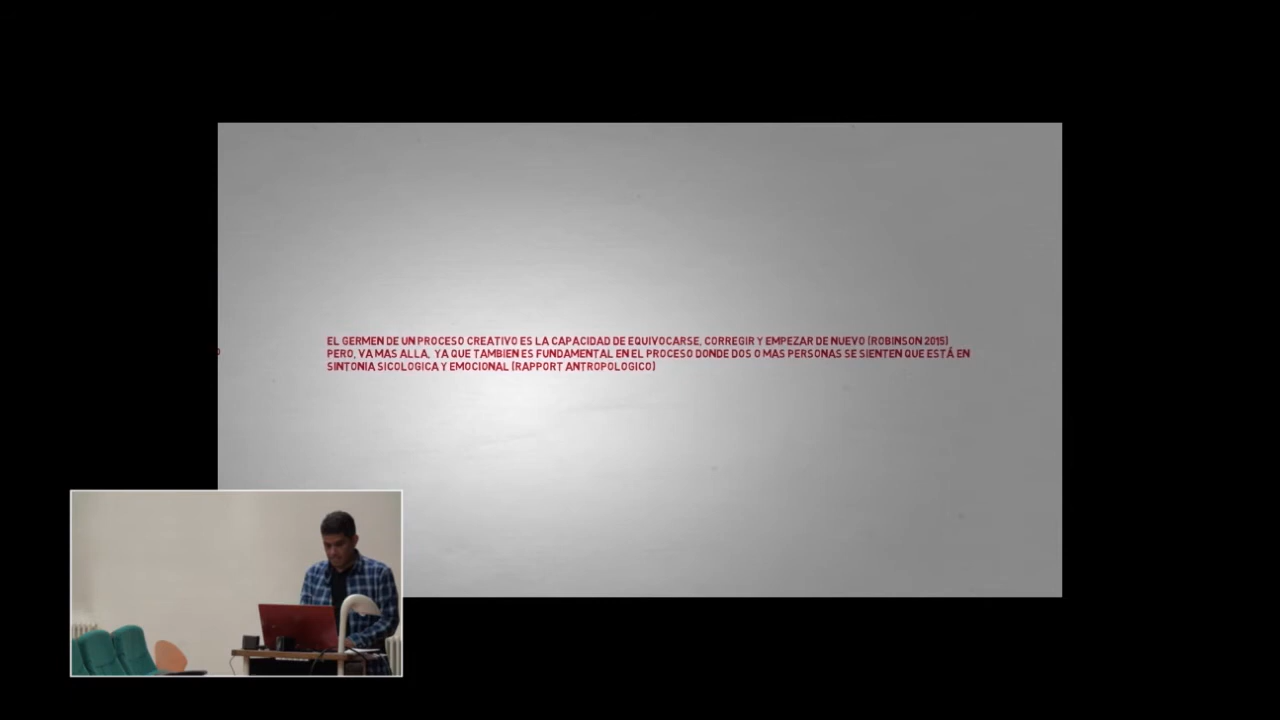 EL GERMEN DE UN PROCESO CREATIVO ES LA CAPACIDAD DE EQUIVOCARSE, CORREGIR Y EMPEZAR DE NUEVO (ROBINSON 2015)
PERO, VA MAS ALLA, YA QUE TAMBIEN ES FUNDAMENTAL EN EL PROCESO DONDE DOS O MAS PERSONAS SE SIENTEN QUE ESTÁ EN
SINTONIA SICOLOGICA Y EMOCIONAL (RAPPORT ANTROPOLOGICO)